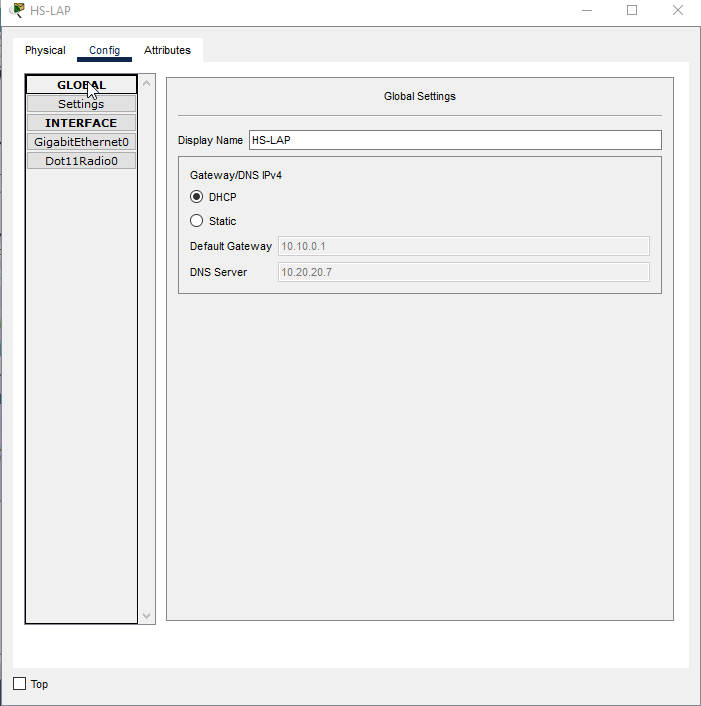 HS-LAP
Physical Config Attributes
GLOBAL
Settings
INTERFACE
GigabitEthernet0
Dot11Radio0
Global Settings
Display Name HS-LAP
Gateway/DNS IPv4
DHCP
Static
Default Gateway 10.10.0.1
DNS Server 10.20.20.7
Top